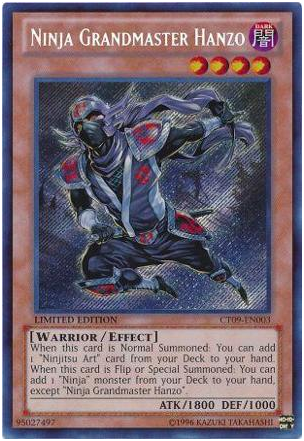 NINJA GRANDMASTER HANZO
DARK
闇
LIMITED EDITION
CT09-EN003
[WARRIOR / EFFECT]
When this card is Normal Summoned: You can add
1 "Ninjitsu Art" card from your Deck to your hand.
When this card is Flip or Special Summoned: You can
add 1 "Ninja" monster from your Deck to your hand,
except "Ninja Grandmaster Hanzo".
ATK/1800 DEF/1000
95027497
©1996 KAZUKI TAKAHASHI